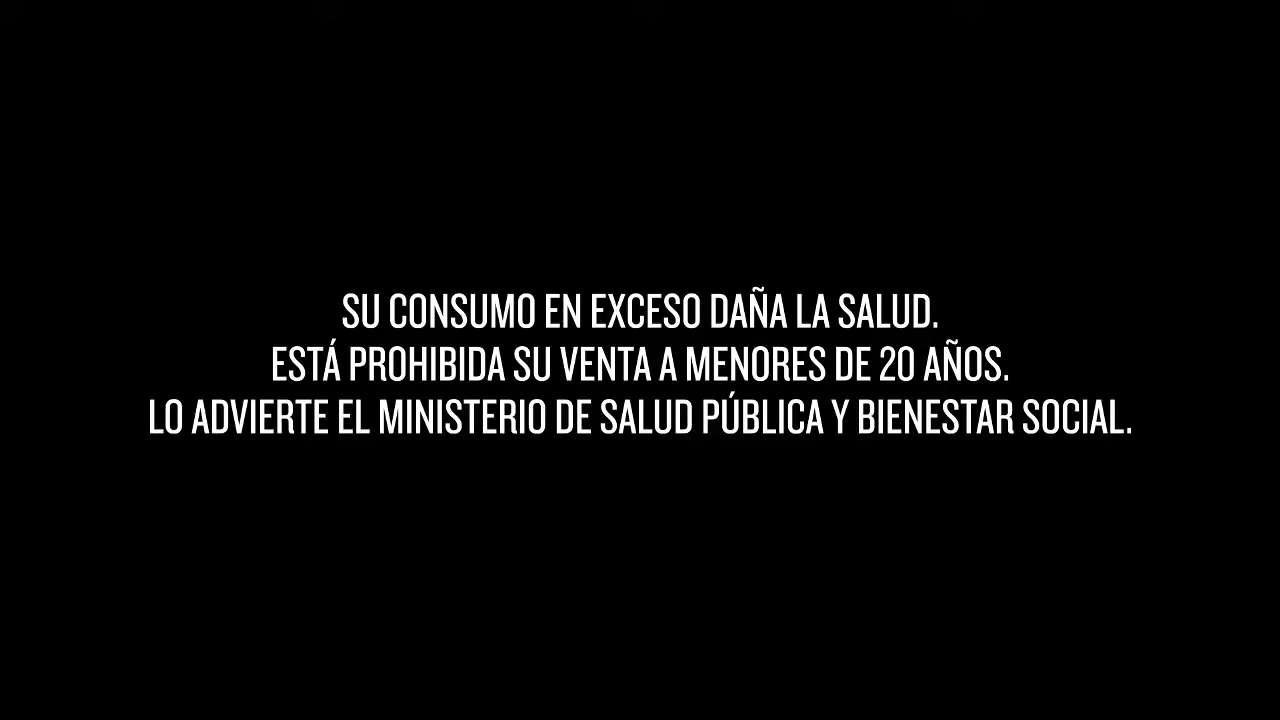 SU CONSUMO EN EXCESO DAÑA LA SALUD.
ESTÁ PROHIBIDA SU VENTA A MENORES DE 20 AÑOS.
LO ADVIERTE EL MINISTERIO DE SALUD PÚBLICA Y BIENESTAR SOCIAL.